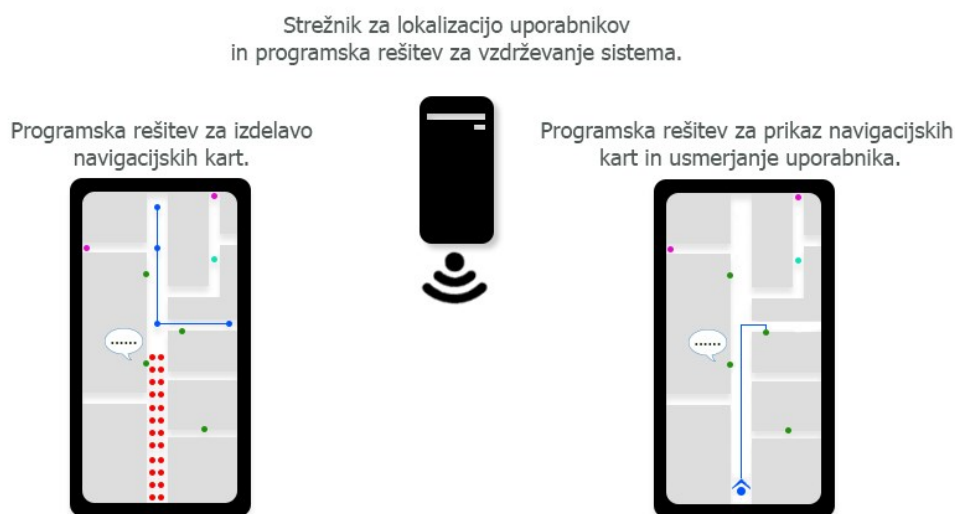 Strežnik za lokalizacijo uporabnikov
in programska rešitev za vzdrževanje sistema.
Programska rešitev za izdelavo
navigacijskih kart.
Programska rešitev za prikaz navigacijskih
kart in usmerjanje uporabnika.
......
......